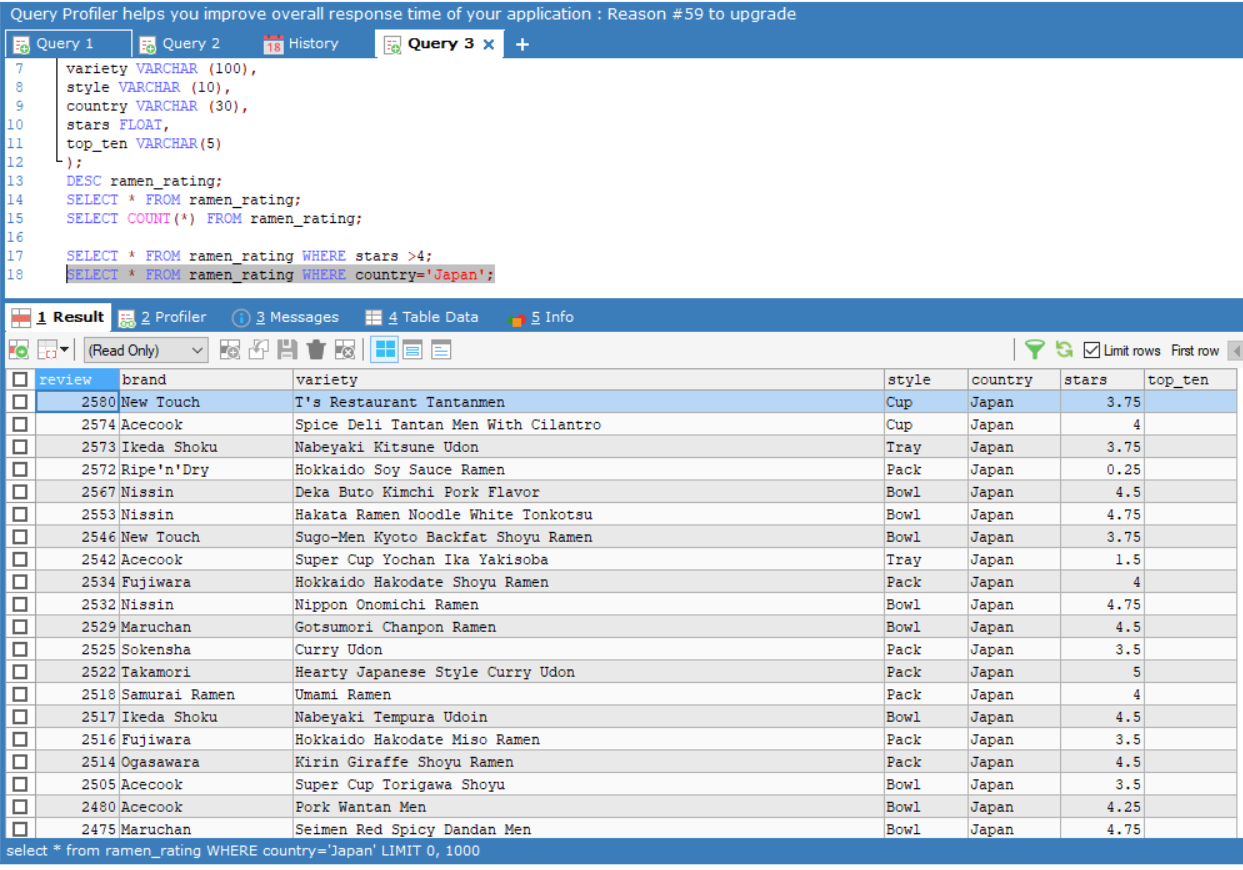 Query Profiler helps you improve overall response time of your application : Reason #59 to upgrade
Query 1 Query 2 18 History Query 3 × +
7 variety VARCHAR (100),
8 style VARCHAR (10),
9 country VARCHAR (30),
10 stars FLOAT,
11 top_ten VARCHAR(5)
12 );
13 DESC ramen_rating;
14 SELECT * FROM ramen_rating;
15 SELECT COUNT(*) FROM ramen_rating;
16
17 SELECT * FROM ramen_rating WHERE stars >4;
18 SELECT * FROM ramen_rating WHERE country='Japan';
1 Result 2 Profiler 3 Messages 4 Table Data 5 Info
(Read Only) Limit rows First row
review brand variety style country stars top_ten
2580 New Touch T's Restaurant Tantanmen Cup Japan 3.75
2574 Acecook Spice Deli Tantan Men With Cilantro Cup Japan 4
2573 Ikeda Shoku Nabeyaki Kitsune Udon Tray Japan 3.75
2572 Ripe'n'Dry Hokkaido Soy Sauce Ramen Pack Japan 0.25
2567 Nissin Deka Buto Kimchi Pork Flavor Bowl Japan 4.5
2553 Nissin Hakata Ramen Noodle White Tonkotsu Bowl Japan 4.75
2546 New Touch Sugo-Men Kyoto Backfat Shoyu Ramen Bowl Japan 3.75
2542 Acecook Super Cup Yochan Ika Yakisoba Tray Japan 1.5
2534 Fujiwara Hokkaido Hakodate Shoyu Ramen Pack Japan 4
2532 Nissin Nippon Onomichi Ramen Bowl Japan 4.75
2529 Maruchan Gotsumori Chanpon Ramen Bowl Japan 4.5
2525 Sokensha Curry Udon Pack Japan 3.5
2522 Takamori Hearty Japanese Style Curry Udon Pack Japan 5
2518 Samurai Ramen Umami Ramen Pack Japan 4
2517 Ikeda Shoku Nabeyaki Tempura Udoin Bowl Japan 4.5
2516 Fujiwara Hokkaido Hakodate Miso Ramen Pack Japan 3.5
2514 Ogasawara Kirin Giraffe Shoyu Ramen Pack Japan 4.5
2505 Acecook Super Cup Torigawa Shoyu Bowl Japan 3.5
2480 Acecook Pork Wantan Men Bowl Japan 4.25
2475 Maruchan Seimen Red Spicy Dandan Men Bowl Japan 4.75
select * from ramen_rating WHERE country='Japan' LIMIT 0, 1000